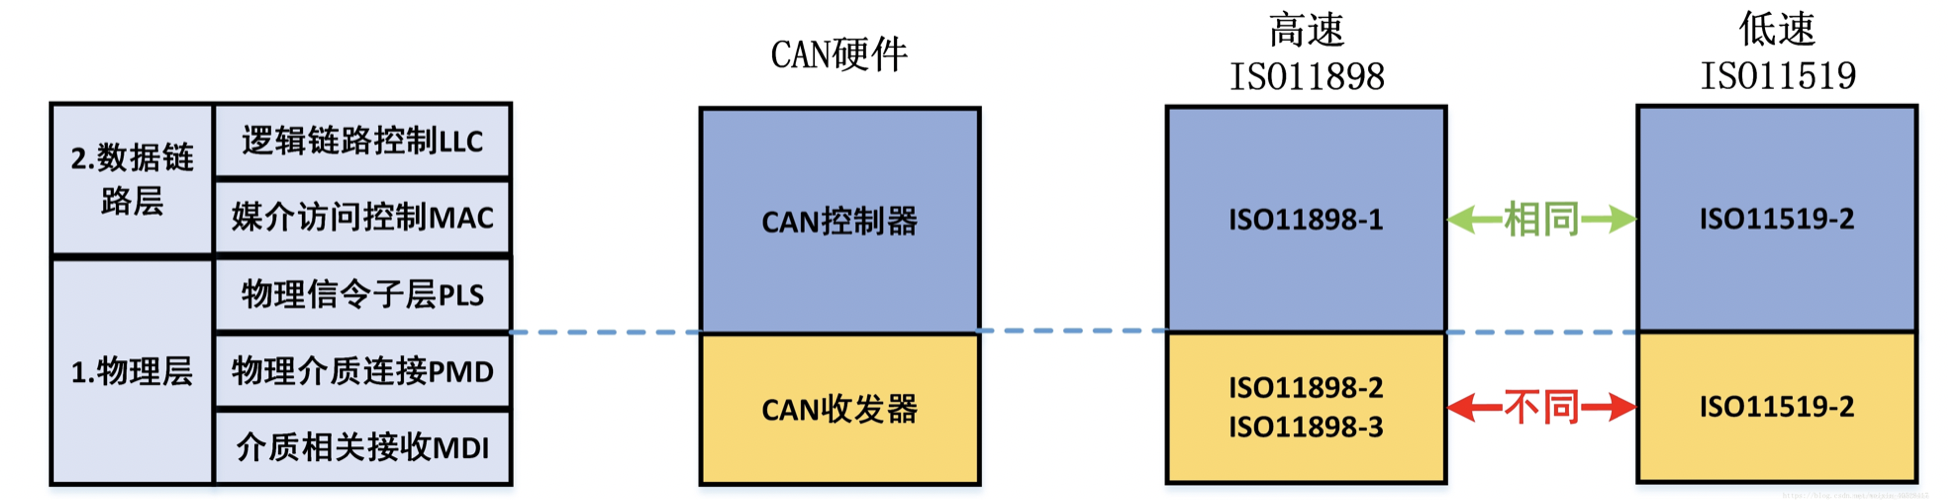 CAN硬件
高速
ISO11898
低速
ISO11519
2.数据链
路层
逻辑链路控制LLC
媒介访问控制MAC
1.物理层
物理信令子层PLS
物理介质连接PMD
介质相关接收MDI
CAN控制器
CAN收发器
ISO11898-1
相同
ISO11519-2
ISO11898-2
ISO11898-3
不同
ISO11519-2